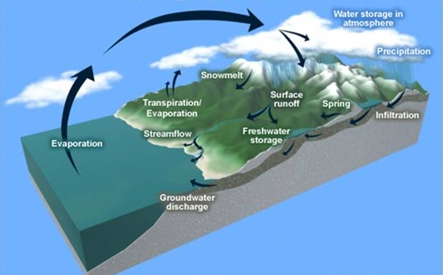 Water storage in
atmosphere
Precipitation
Snowmelt
Transpiration/
Evaporation
Surface
runoff
Spring
Infiltration
Streamflow
Freshwater
storage
Evaporation
Groundwater
discharge